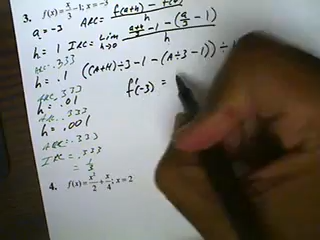 3. f(x) = x/3 - 1; x = -3
ARC = (f(a+h) - f(a))/h
a = -3
h = 1 IRC = Lim h→0 ((a+h)/3 - 1 - (a/3 - 1))/h
ARC = .333
h = .1 ((A+H)÷3 - 1 - (A÷3 - 1)) ÷
ARC = .333
h = .01 f'(-3) =
ARC = .333
h = .001
ARC = .333
IRC = .333
= 1/3
4. f(x) = x²/2 + x/4; x = 2